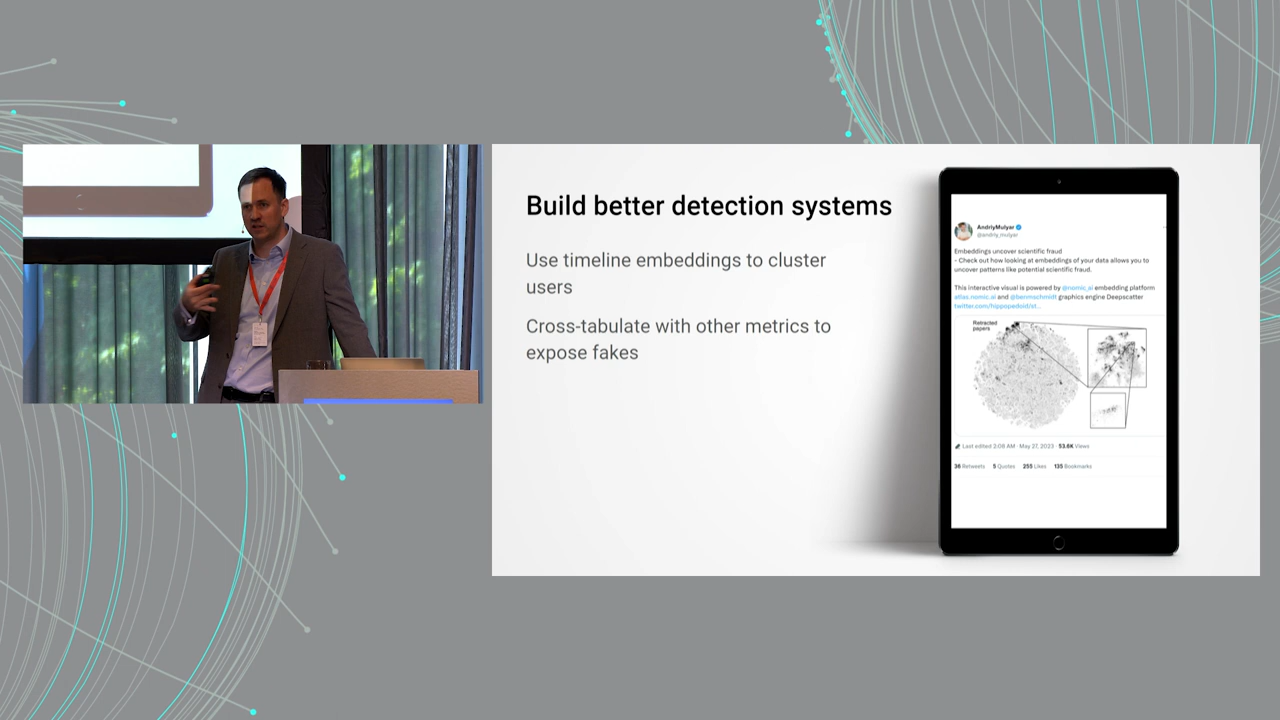 Build better detection systems
Use timeline embeddings to cluster
users
Cross-tabulate with other metrics to
expose fakes
AndriyMulyar
@andriy_mulyar
Embeddings uncover scientific fraud
- Check out how looking at embeddings of your data allows you to
uncover patterns like potential scientific fraud.
This interactive visual is powered by @nomic_ai embedding platform
atlas.nomic.ai and @benmschmidt graphics engine Deepscatter
twitter.com/hippopedoid/st...
Retracted
papers
Last edited 2:08 AM · May 27, 2023 · 53.6K Views
36 Retweets 5 Quotes 255 Likes 135 Bookmarks